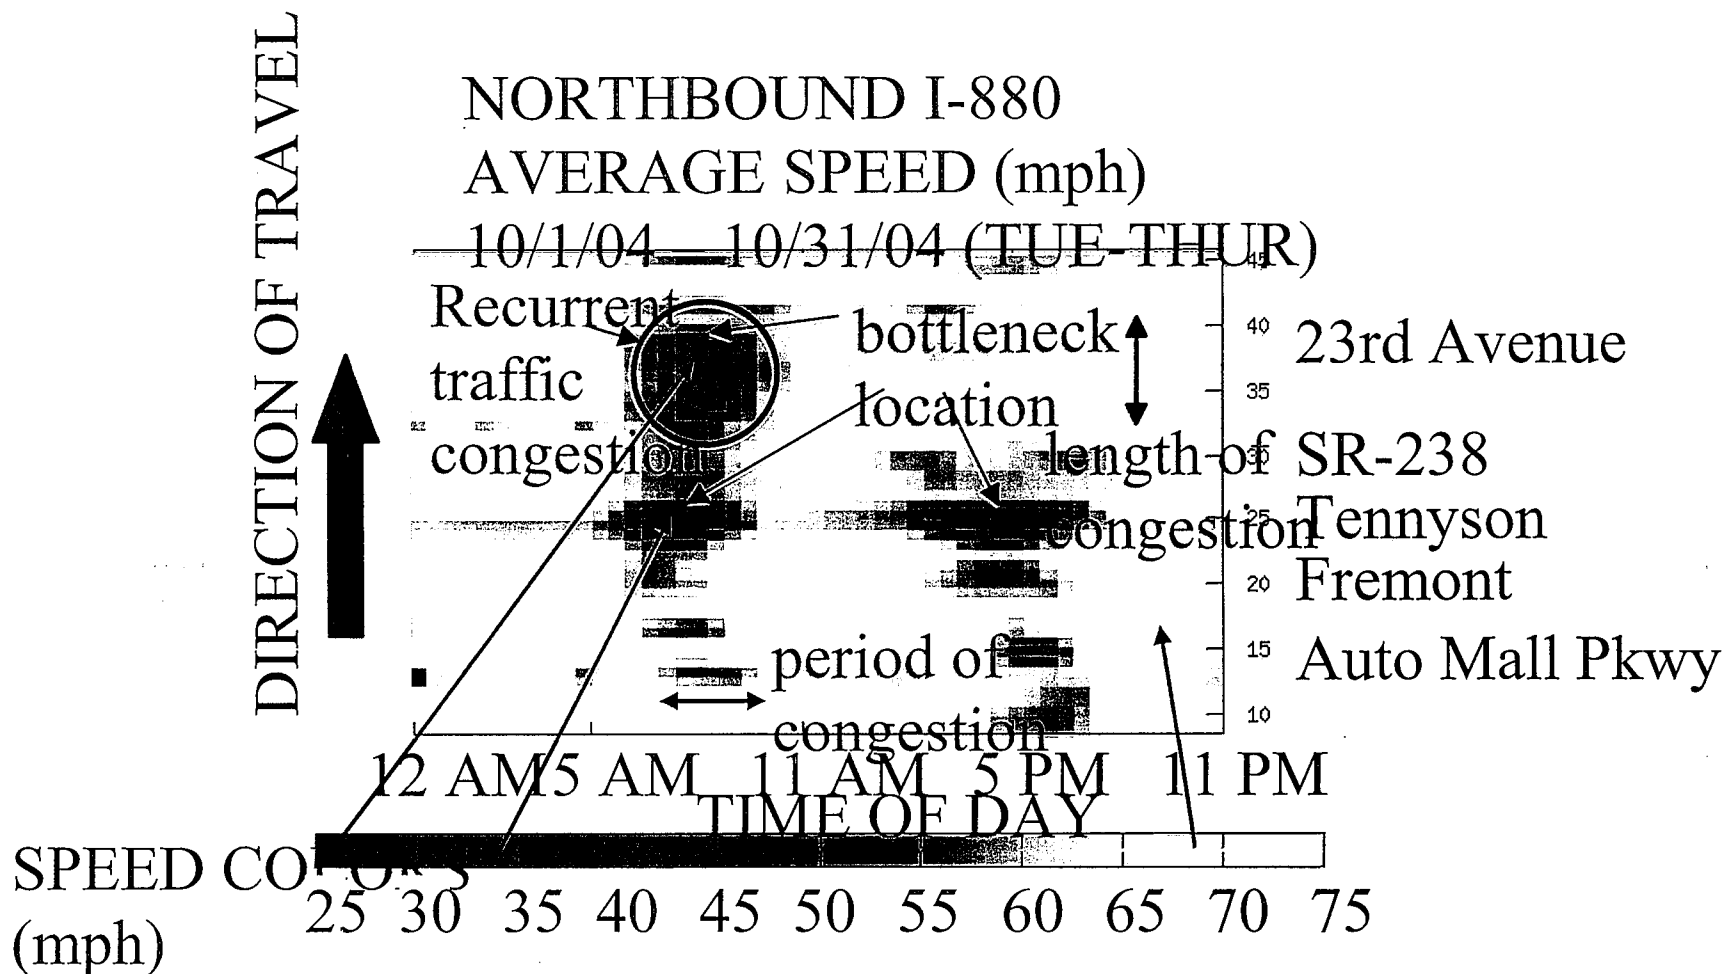 DIRECTION OF TRAVEL
NORTHBOUND I-880
AVERAGE SPEED (mph)
10/1/04 – 10/31/04 (TUE-THUR)
Recurrent
traffic
congestion
bottleneck
location
length of
congestion
period of
congestion
45
40
35
30
25
20
15
10
23rd Avenue
SR-238
Tennyson
Fremont
Auto Mall Pkwy
12 AM 5 AM 11 AM 5 PM 11 PM
TIME OF DAY
SPEED COLORS
(mph)
25 30 35 40 45 50 55 60 65 70 75